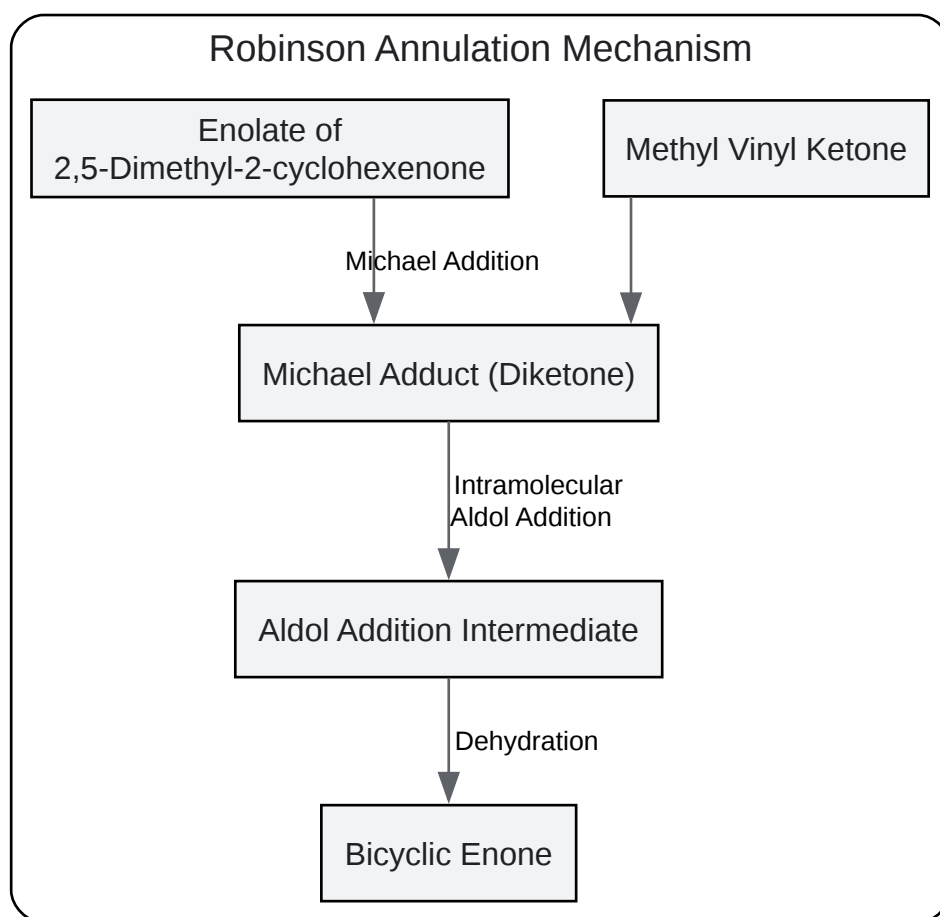 Robinson Annulation Mechanism
Enolate of
2,5-Dimethyl-2-cyclohexenone
Methyl Vinyl Ketone
Michael Addition
Michael Adduct (Diketone)
Intramolecular
Aldol Addition
Aldol Addition Intermediate
Dehydration
Bicyclic Enone